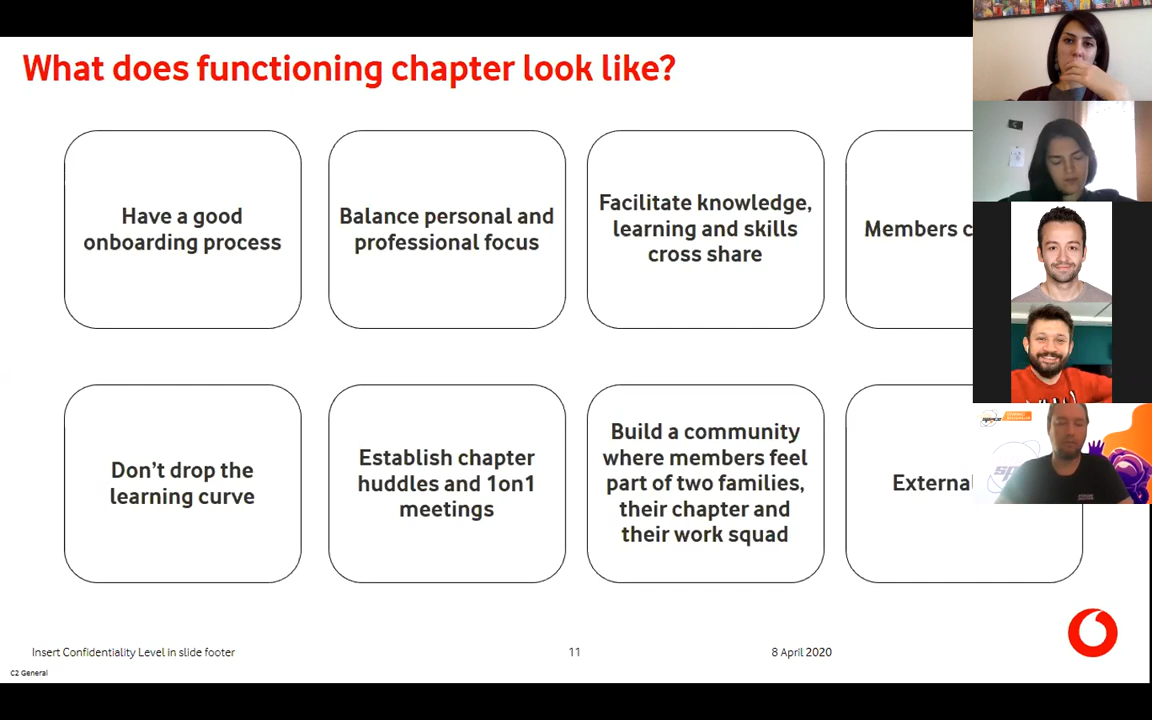 What does functioning chapter look like?
Have a good
onboarding process
Balance personal and
professional focus
Facilitate knowledge,
learning and skills
cross share
Members
Don't drop the
learning curve
Establish chapter
huddles and 1on1
meetings
Build a community
where members feel
part of two families,
their chapter and
their work squad
External
Insert Confidentiality Level in slide footer
11
8 April 2020
C2 General